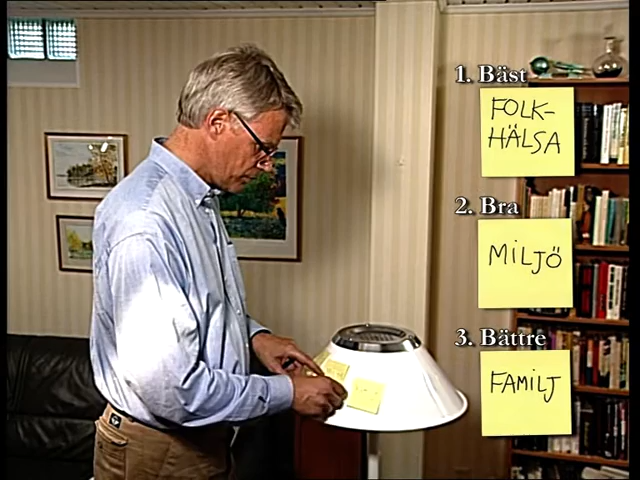 1. Bäst
FOLK-
HÄLSA
2. Bra
MILJÖ
3. Bättre
FAMILJ